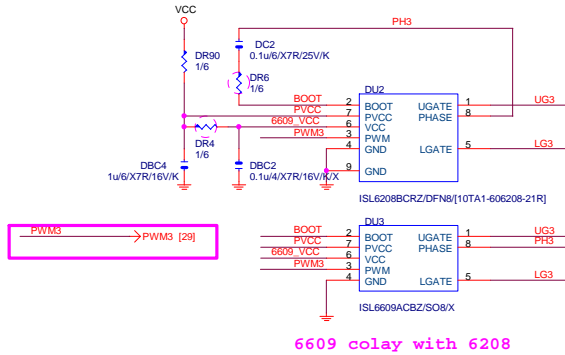 VCC
PH3
DC2
0.1u/6/X7R/25V/K
DR90
1/6
DR6
1/6
DU2
BOOT 2 BOOT UGATE 1 UG3
PVCC 7 PVCC PHASE 8
6609_VCC 6 VCC
PWM3 3 PWM
DR4
1/6
4 GND LGATE 5 LG3
DBC4
1u/6/X7R/16V/K
DBC2
0.1u/4/X7R/16V/K/X
9 GND
ISL6208BCRZ/DFN8/[10TA1-606208-21R]
DU3
PWM3
PWM3 [29]
BOOT 2 BOOT UGATE 1 UG3
PVCC 7 PVCC PHASE 8 PH3
6609_VCC 6 VCC
PWM3 3 PWM
4 GND LGATE 5 LG3
ISL6609ACBZ/SO8/X
6609 colay with 6208